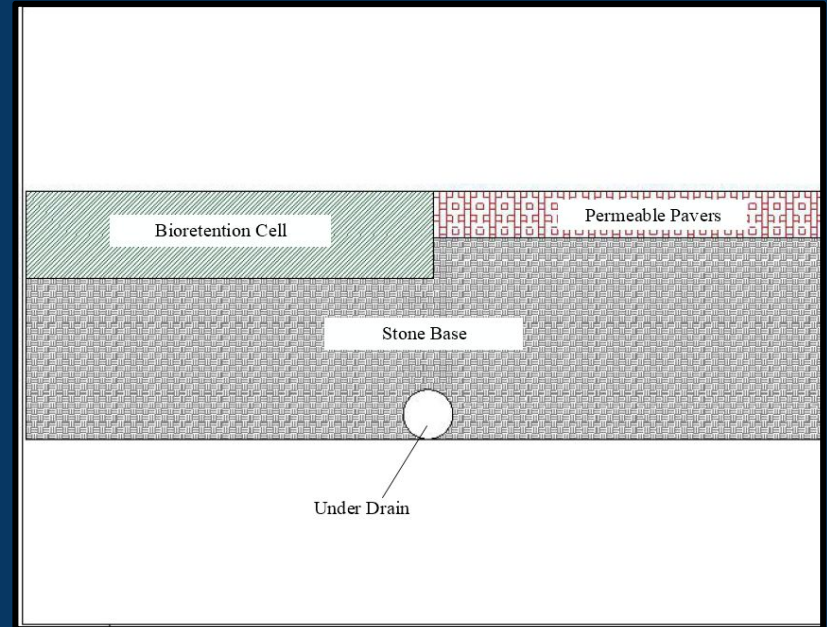 Bioretention Cell
Permeable Pavers
Stone Base
Under Drain